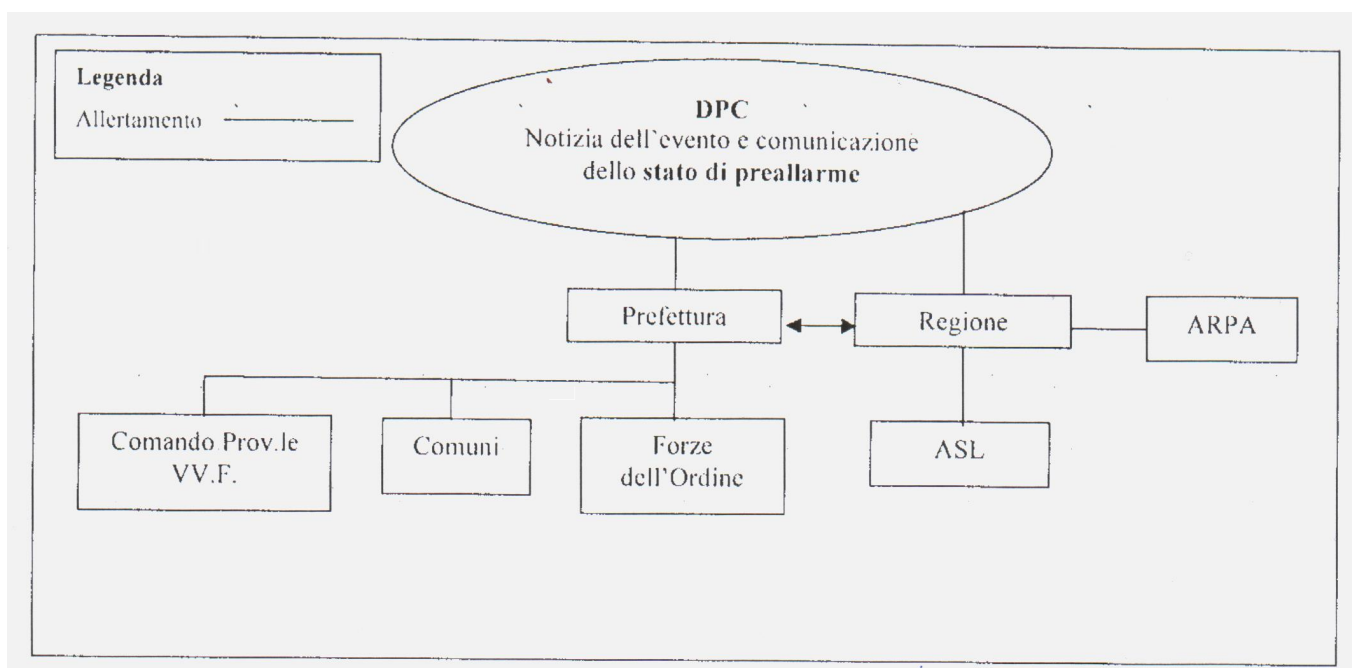 Legenda
Allertamento
DPC
Notizia dell'evento e comunicazione
dello stato di preallarme
Prefettura
Regione
ARPA
Comando Prov.le
VV.F.
Comuni
Forze
dell'Ordine
ASL